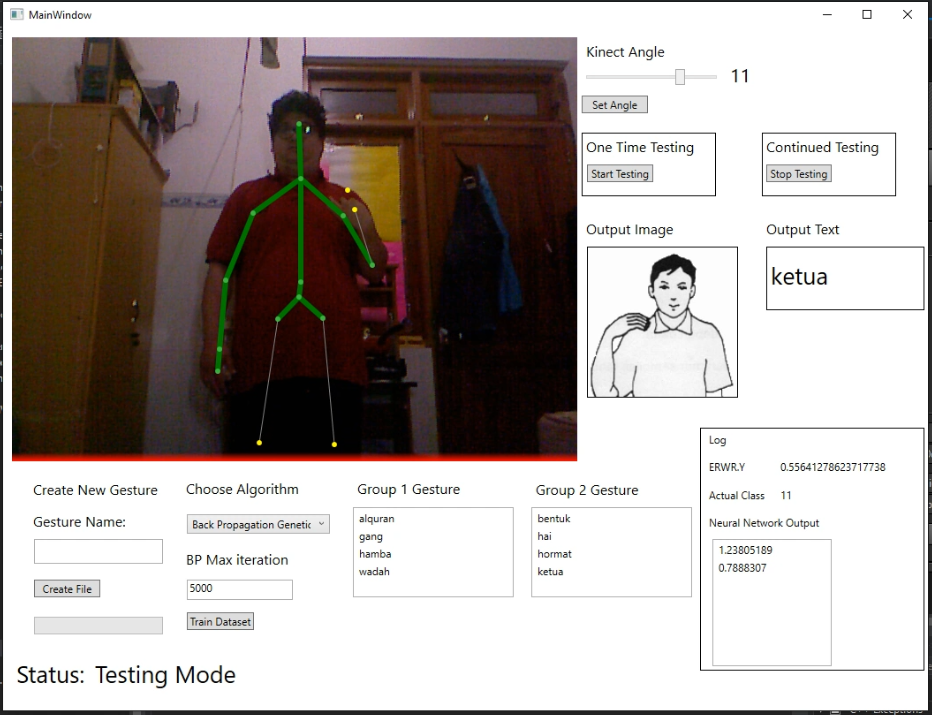 MainWindow
Kinect Angle
11
Set Angle
One Time Testing
Start Testing
Continued Testing
Stop Testing
Output Image
Output Text
ketua
Log
ERWR.Y 0.55641278623717738
Actual Class 11
Neural Network Output
1.23805189
0.7888307
Create New Gesture
Gesture Name:
Create File
Choose Algorithm
Back Propagation Genetic
BP Max iteration
5000
Train Dataset
Group 1 Gesture
alquran
gang
hamba
wadah
Group 2 Gesture
bentuk
hai
hormat
ketua
Status: Testing Mode